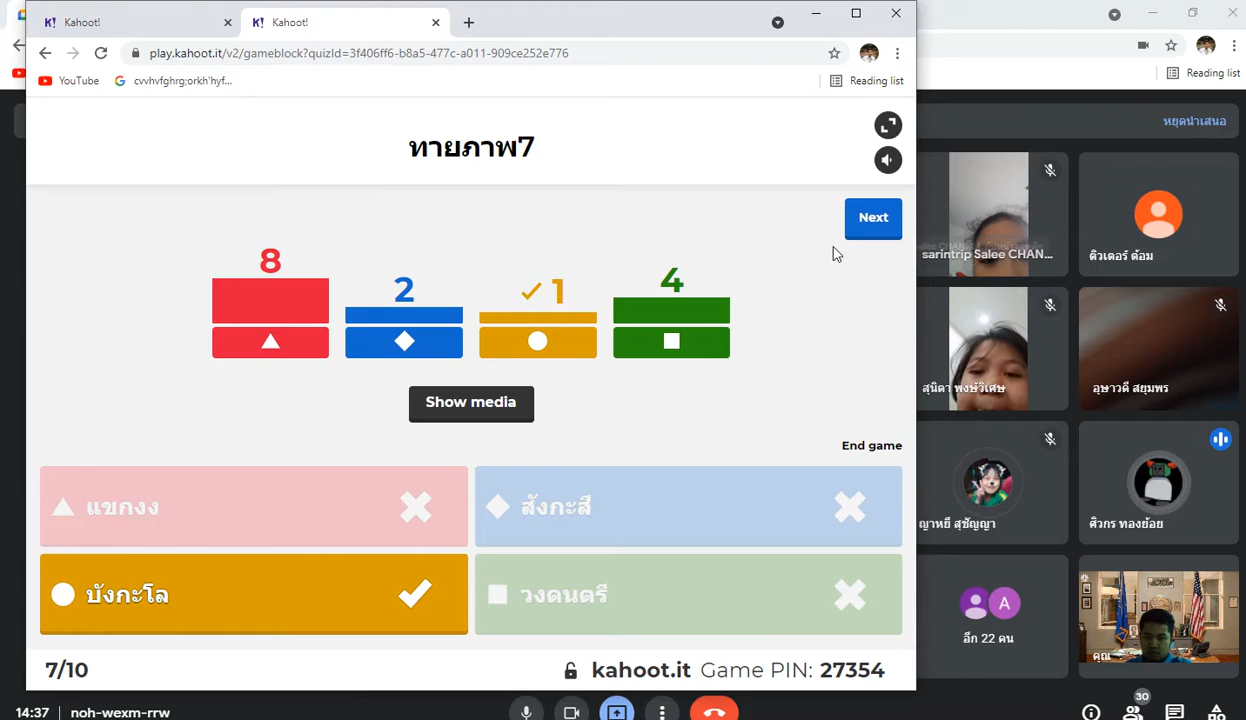 Kahoot!
Kahoot!
play.kahoot.it/v2/gameblock?quizId=3f406ff6-b8a5-477c-a011-909ce252e776
YouTube
cvvhvfghrg;orkh'hyf...
Reading list
Reading list
หยุดนำเสนอ
ทายภาพ7
Next
8
2
1
4
Show media
End game
แขกงง
สังกะสี
บังกะโล
วงดนตรี
7/10
kahoot.it Game PIN: 27354
sarintrip Salee CHAN...
ติวเตอร์ ต้อม
สุนิตา พงษ์วิเศษ
อุษาวดี สยุมพร
ญาหยี สุชัญญา
ศิวกร ทองย้อย
A
อีก 22 คน
คุณ
14:37 | noh-wexm-rrw
30